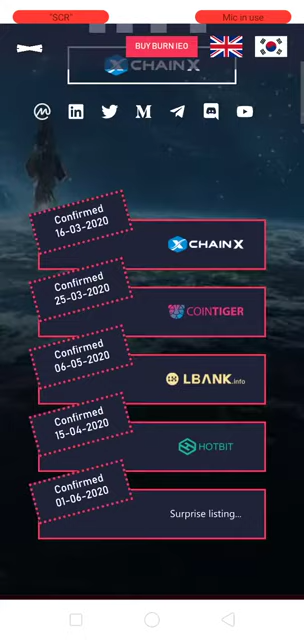 "SCR"
Mic in use
BUY BURN IEO
CHAINX
Confirmed
16-03-2020
CHAINX
Confirmed
25-03-2020
COINTIGER
Confirmed
06-05-2020
LBANK.info
Confirmed
15-04-2020
HOTBIT
Confirmed
01-06-2020
Surprise listing...